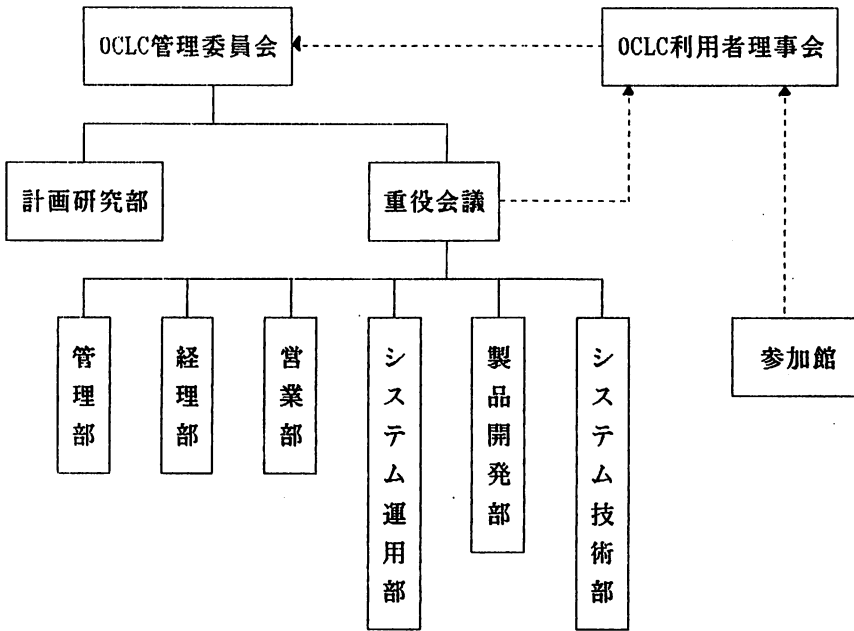 OCLC管理委員会
OCLC利用者理事会
計画研究部
重役会議
管理部
経理部
営業部
システム運用部
製品開発部
システム技術部
参加館